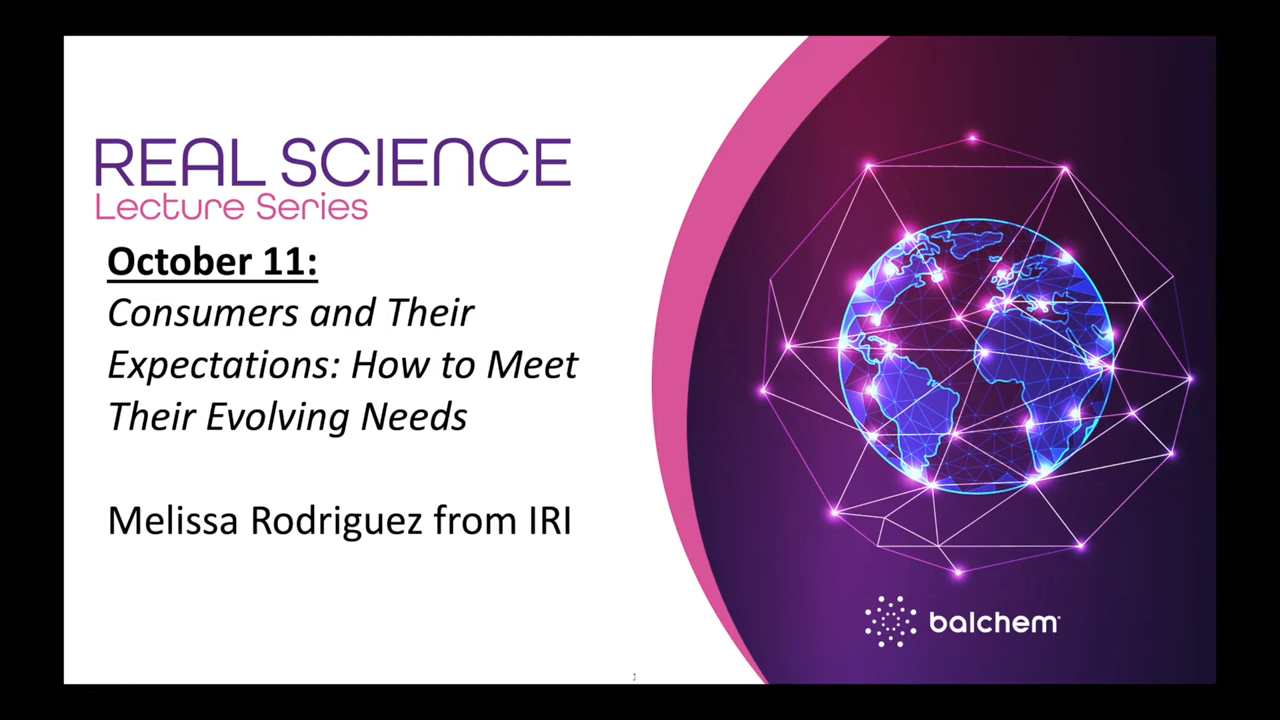 REAL SCIENCE
Lecture Series
October 11:
Consumers and Their
Expectations: How to Meet
Their Evolving Needs
Melissa Rodriguez from IRI
balchem